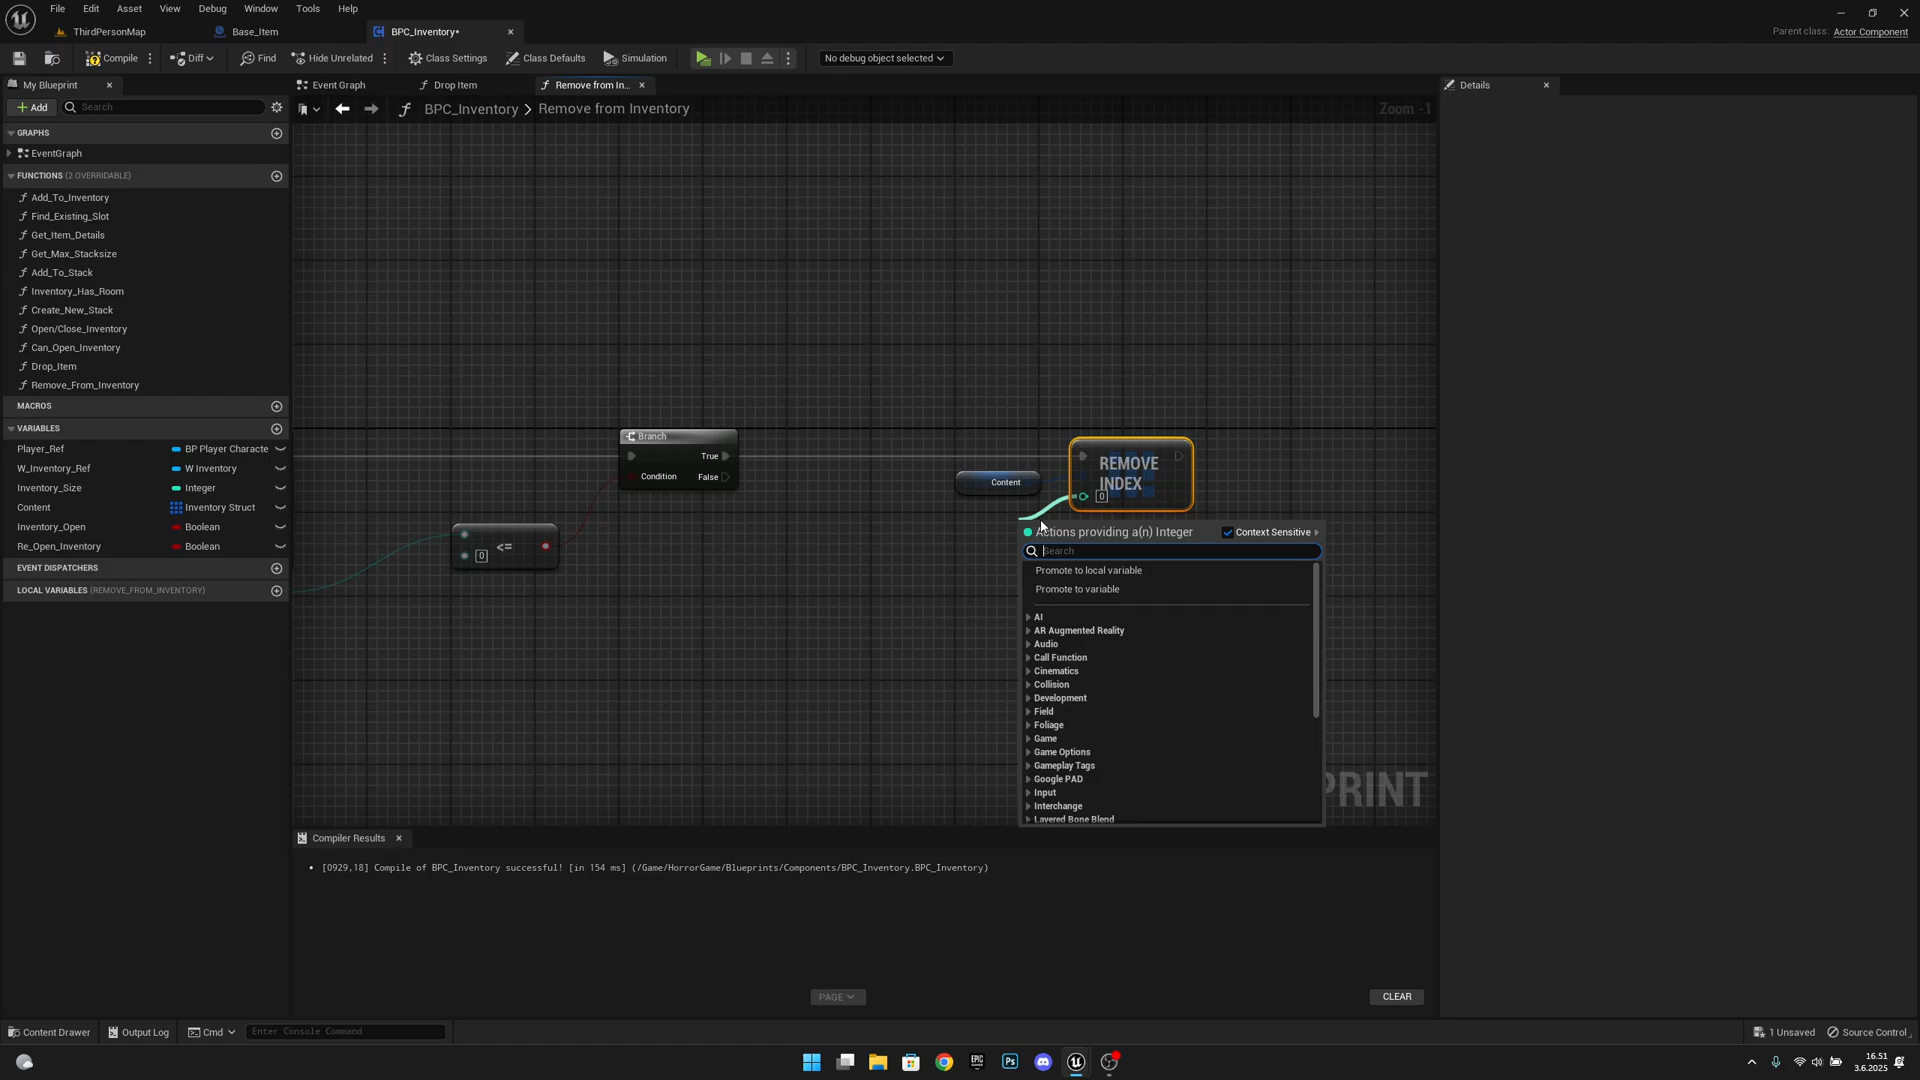 File Edit Asset View Debug Window Tools Help
ThirdPersonMap
Base_Item
BPC_Inventory•
Parent class: Actor Component
Compile
Diff
Find
Hide Unrelated
Class Settings
Class Defaults
Simulation
No debug object selected
My Blueprint
Event Graph
Drop Item
Remove from In...
Details
Add
Search
BPC_Inventory > Remove from Inventory
Zoom -1
GRAPHS
EventGraph
FUNCTIONS (2 OVERRIDABLE)
Add_To_Inventory
Find_Existing_Slot
Get_Item_Details
Get_Max_Stacksize
Add_To_Stack
Inventory_Has_Room
Create_New_Stack
Open/Close_Inventory
Can_Open_Inventory
Drop_Item
Remove_From_Inventory
MACROS
VARIABLES
Player_Ref BP Player Characte
W_Inventory_Ref W Inventory
Inventory_Size Integer
Content Inventory Struct
Inventory_Open Boolean
Re_Open_Inventory Boolean
EVENT DISPATCHERS
LOCAL VARIABLES (REMOVE_FROM_INVENTORY)
Branch
True
Condition False
<=
0
Content
REMOVE
INDEX
0
Actions providing a(n) Integer
Context Sensitive
Search
Promote to local variable
Promote to variable
AI
AR Augmented Reality
Audio
Call Function
Cinematics
Collision
Development
Field
Foliage
Game
Game Options
Gameplay Tags
Google PAD
Input
Interchange
Layered Bone Blend
PRINT
Compiler Results
• [0929,18] Compile of BPC_Inventory successful! [in 154 ms] (/Game/HorrorGame/Blueprints/Components/BPC_Inventory.BPC_Inventory)
PAGE
CLEAR
Content Drawer
Output Log
Cmd
Enter Console Command
1 Unsaved
Source Control
EPIC
Ps
16.51
3.6.2025